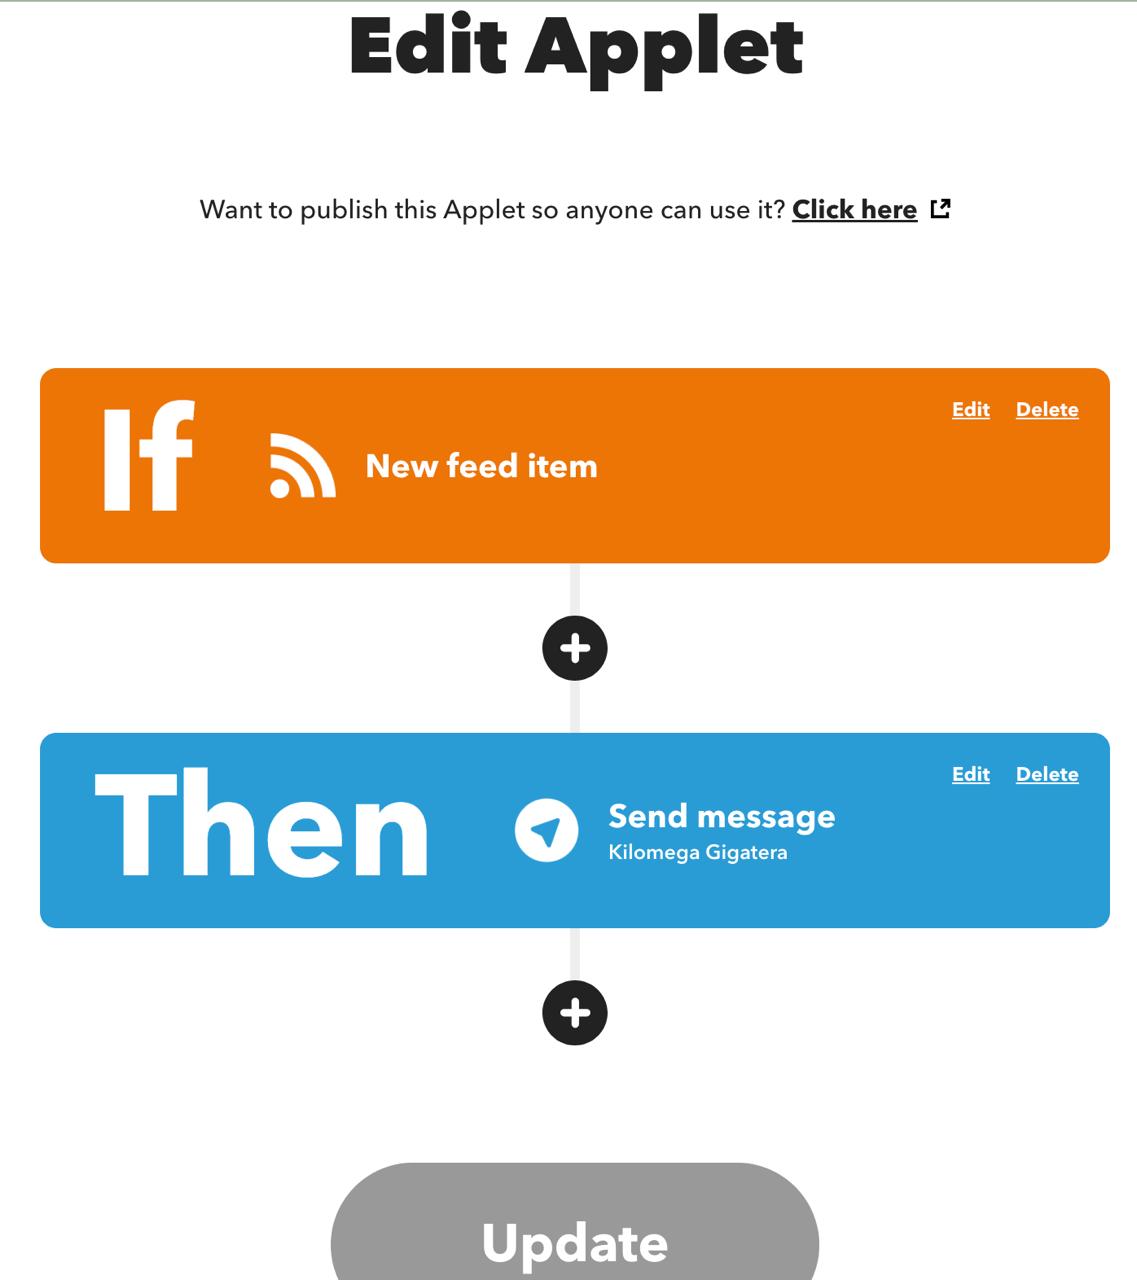 Edit Applet
Want to publish this Applet so anyone can use it? Click here
Edit Delete
If New feed item
Edit Delete
Then Send message
Kilomega Gigatera
Update